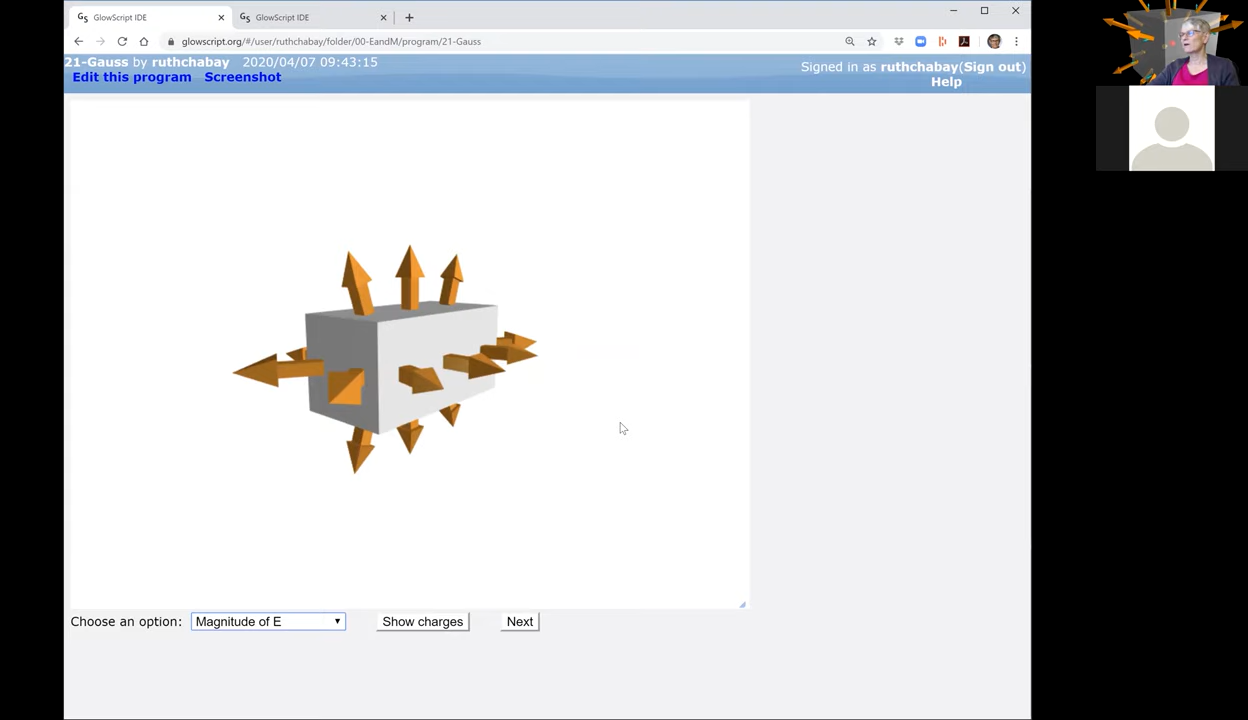 GlowScript IDE
GlowScript IDE
glowscript.org/#/user/ruthchabay/folder/00-EandM/program/21-Gauss
21-Gauss by ruthchabay 2020/04/07 09:43:15
Signed in as ruthchabay(Sign out)
Edit this program Screenshot
Help
Choose an option: Magnitude of E Show charges Next